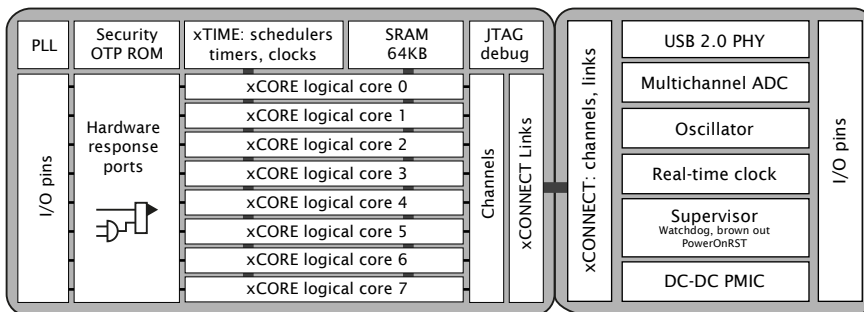 PLL
Security
OTP ROM
xTIME: schedulers
timers, clocks
SRAM
64KB
JTAG
debug
I/O pins
Hardware
response
ports
xCORE logical core 0
xCORE logical core 1
xCORE logical core 2
xCORE logical core 3
xCORE logical core 4
xCORE logical core 5
xCORE logical core 6
xCORE logical core 7
Channels
xCONNECT Links
xCONNECT: channels, links
USB 2.0 PHY
Multichannel ADC
Oscillator
Real-time clock
Supervisor
Watchdog, brown out
PowerOnRST
DC-DC PMIC
I/O pins